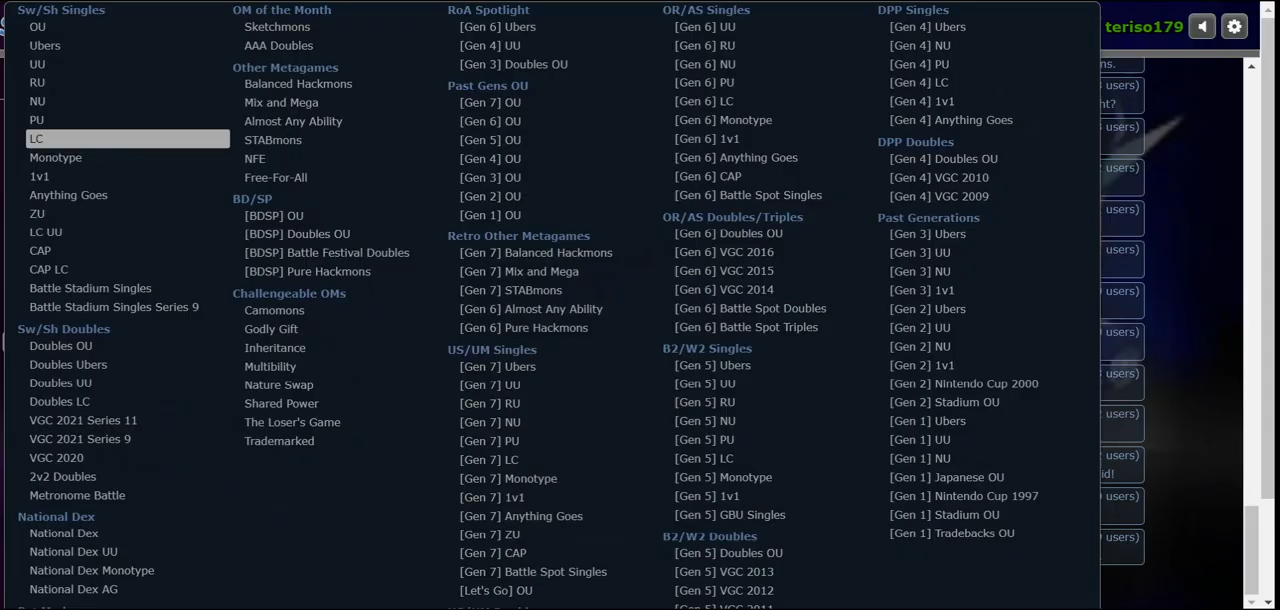 Sw/Sh Singles
OU
Ubers
UU
RU
NU
PU
LC
Monotype
1v1
Anything Goes
ZU
LC UU
CAP
CAP LC
Battle Stadium Singles
Battle Stadium Singles Series 9
Sw/Sh Doubles
Doubles OU
Doubles Ubers
Doubles UU
Doubles LC
VGC 2021 Series 11
VGC 2021 Series 9
VGC 2020
2v2 Doubles
Metronome Battle
National Dex
National Dex
National Dex UU
National Dex Monotype
National Dex AG
OM of the Month
Sketchmons
AAA Doubles
Other Metagames
Balanced Hackmons
Mix and Mega
Almost Any Ability
STABmons
NFE
Free-For-All
BD/SP
[BDSP] OU
[BDSP] Doubles OU
[BDSP] Battle Festival Doubles
[BDSP] Pure Hackmons
Challengeable OMs
Camomons
Godly Gift
Inheritance
Multibility
Nature Swap
Shared Power
The Loser's Game
Trademarked
RoA Spotlight
[Gen 6] Ubers
[Gen 4] UU
[Gen 3] Doubles OU
Past Gens OU
[Gen 7] OU
[Gen 6] OU
[Gen 5] OU
[Gen 4] OU
[Gen 3] OU
[Gen 2] OU
[Gen 1] OU
Retro Other Metagames
[Gen 7] Balanced Hackmons
[Gen 7] Mix and Mega
[Gen 7] STABmons
[Gen 6] Almost Any Ability
[Gen 6] Pure Hackmons
US/UM Singles
[Gen 7] Ubers
[Gen 7] UU
[Gen 7] RU
[Gen 7] NU
[Gen 7] PU
[Gen 7] LC
[Gen 7] Monotype
[Gen 7] 1v1
[Gen 7] Anything Goes
[Gen 7] ZU
[Gen 7] CAP
[Gen 7] Battle Spot Singles
[Let's Go] OU
OR/AS Singles
[Gen 6] UU
[Gen 6] RU
[Gen 6] NU
[Gen 6] PU
[Gen 6] LC
[Gen 6] Monotype
[Gen 6] 1v1
[Gen 6] Anything Goes
[Gen 6] CAP
[Gen 6] Battle Spot Singles
OR/AS Doubles/Triples
[Gen 6] Doubles OU
[Gen 6] VGC 2016
[Gen 6] VGC 2015
[Gen 6] VGC 2014
[Gen 6] Battle Spot Doubles
[Gen 6] Battle Spot Triples
B2/W2 Singles
[Gen 5] Ubers
[Gen 5] UU
[Gen 5] RU
[Gen 5] NU
[Gen 5] PU
[Gen 5] LC
[Gen 5] Monotype
[Gen 5] 1v1
[Gen 5] GBU Singles
B2/W2 Doubles
[Gen 5] Doubles OU
[Gen 5] VGC 2013
[Gen 5] VGC 2012
[Gen 5] VGC 2011
DPP Singles
[Gen 4] Ubers
[Gen 4] NU
[Gen 4] PU
[Gen 4] LC
[Gen 4] 1v1
[Gen 4] Anything Goes
DPP Doubles
[Gen 4] Doubles OU
[Gen 4] VGC 2010
[Gen 4] VGC 2009
Past Generations
[Gen 3] Ubers
[Gen 3] UU
[Gen 3] NU
[Gen 3] 1v1
[Gen 2] Ubers
[Gen 2] UU
[Gen 2] NU
[Gen 2] 1v1
[Gen 2] Nintendo Cup 2000
[Gen 2] Stadium OU
[Gen 1] Ubers
[Gen 1] UU
[Gen 1] NU
[Gen 1] Japanese OU
[Gen 1] Nintendo Cup 1997
[Gen 1] Stadium OU
[Gen 1] Tradebacks OU
teriso179
users)
users)
users)
users)
users)
users)
users)
users)
users)
users)
users)
users)